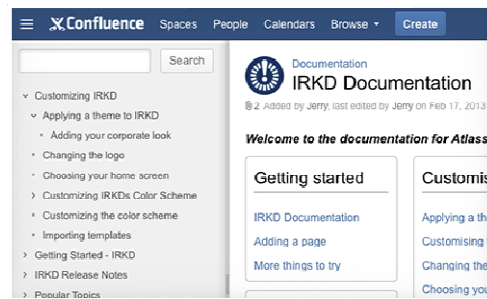 Confluence Spaces People Calendars Browse Create
Search
Customizing IRKD
Applying a theme to IRKD
Adding your corporate look
Changing the logo
Choosing your home screen
Customizing IRKDs Color Scheme
Customizing the color scheme
Importing templates
Getting Started - IRKD
IRKD Release Notes
Popular Topics
Documentation
IRKD Documentation
2 Added by Jerry, last edited by Jerry on Feb 17, 2013
Welcome to the documentation for Atlass
Getting started
IRKD Documentation
Adding a page
More things to try
Customis
Applying a th
Customising
Changing the
Choosing you